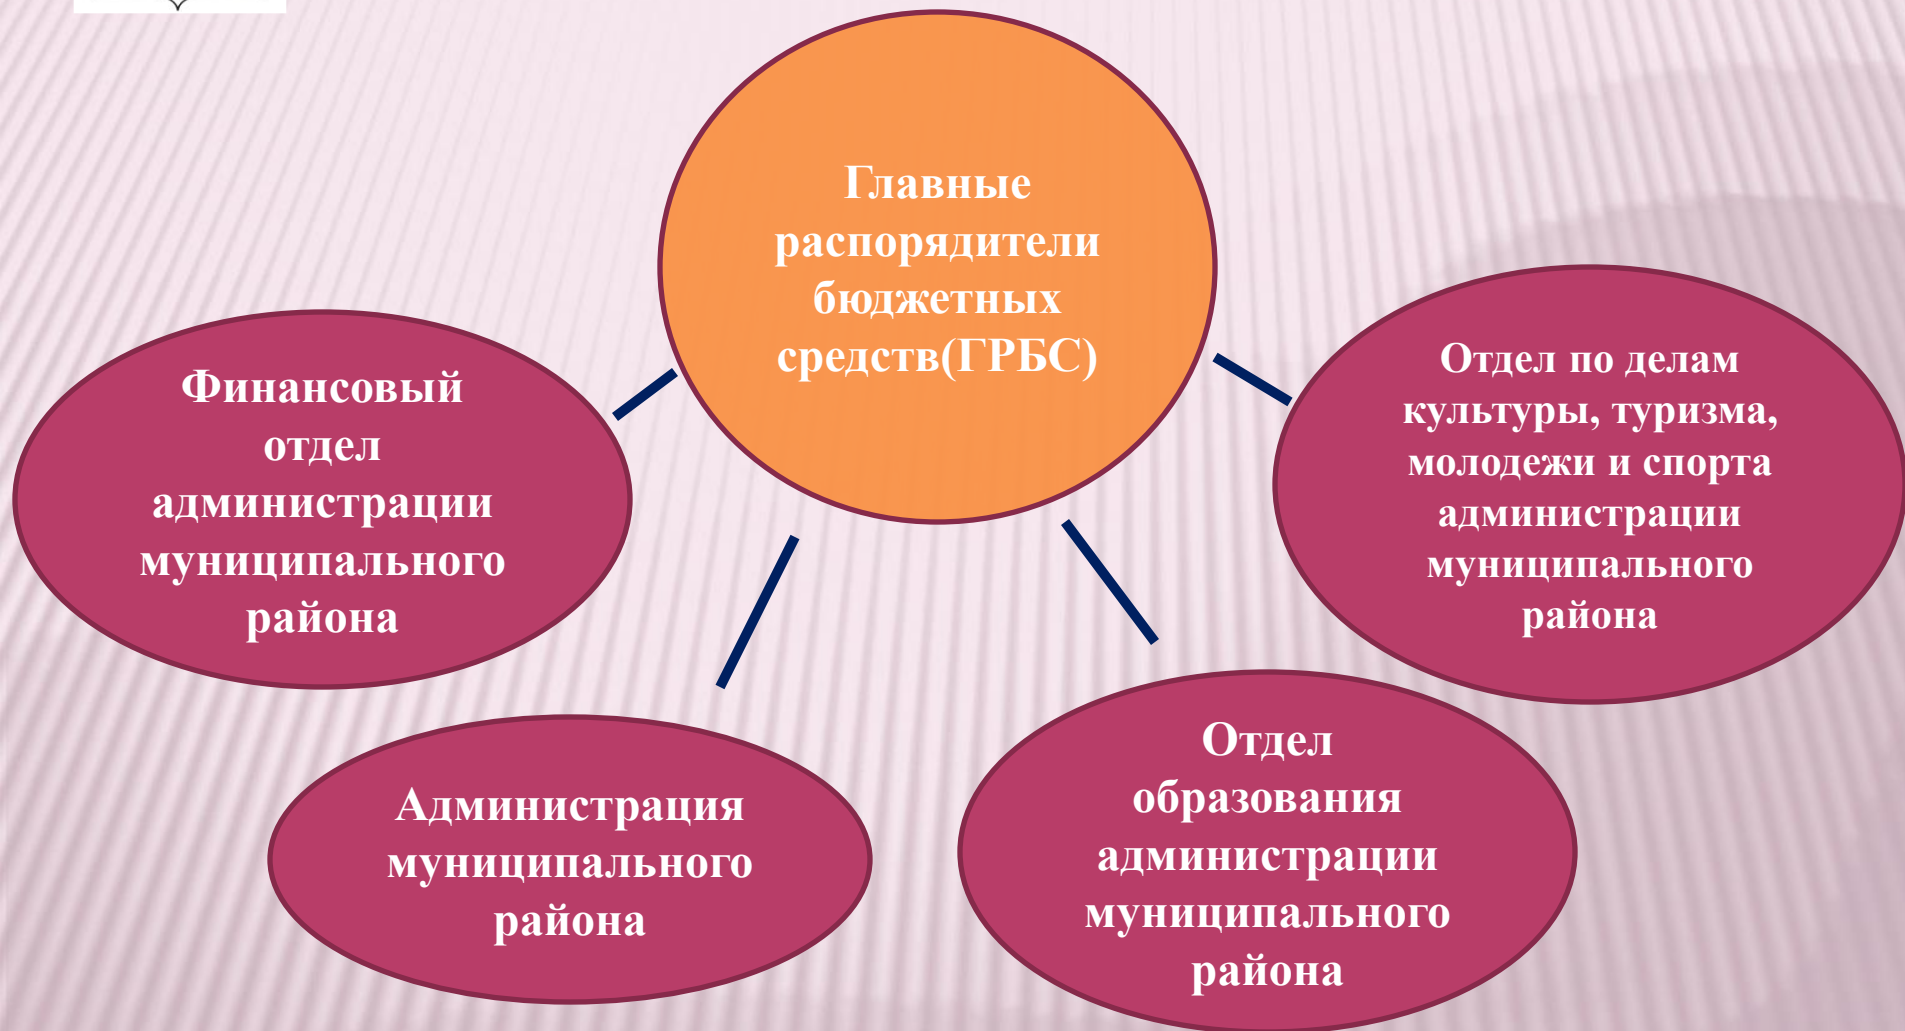 Главные
распорядители
бюджетных
средств(ГРБС)
Финансовый
отдел
администрации
муниципального
района
Отдел по делам
культуры, туризма,
молодежи и спорта
администрации
муниципального
района
Администрация
муниципального
района
Отдел
образования
администрации
муниципального
района